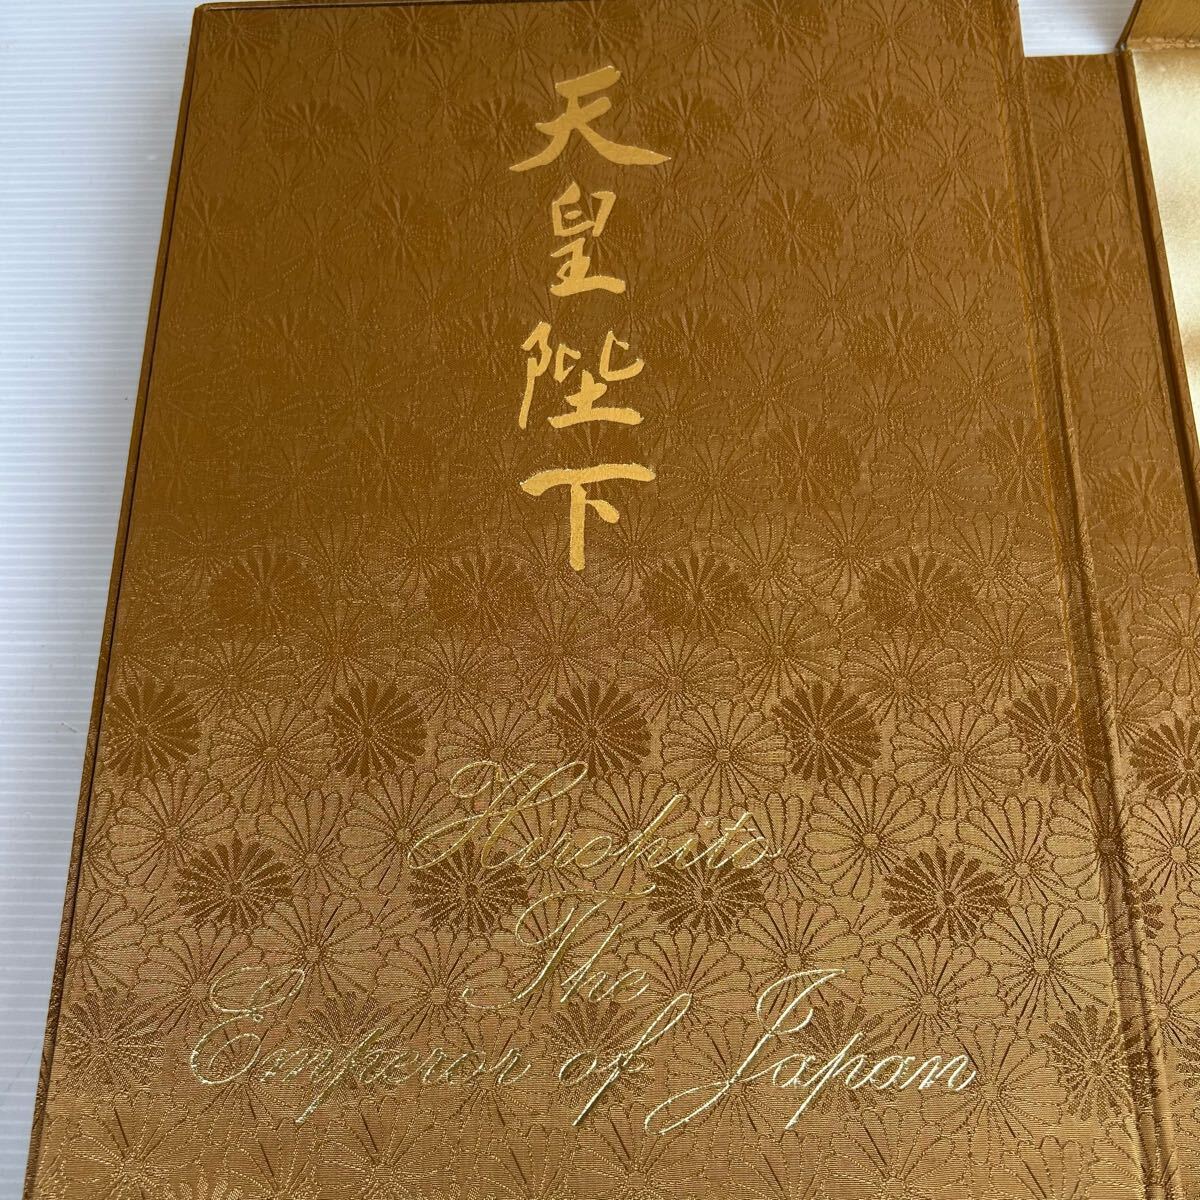 天皇陛下
Hirohito
The
Emperor of Japan